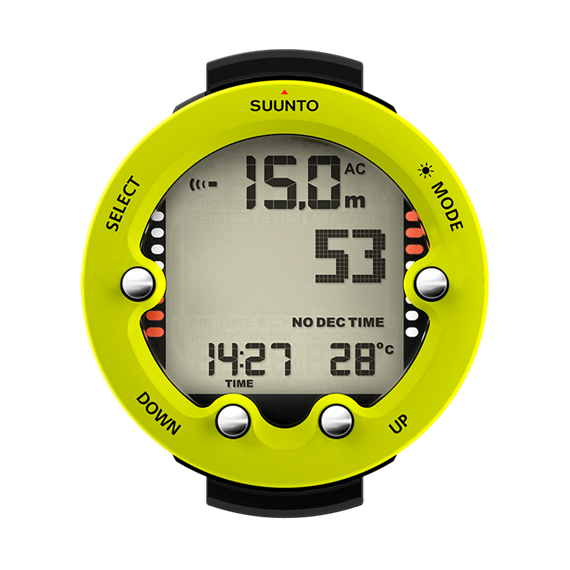 SUUNTO
SELECT
MODE
15.0 m AC
53
NO DEC TIME
14:27 28°C
TIME
DOWN
UP